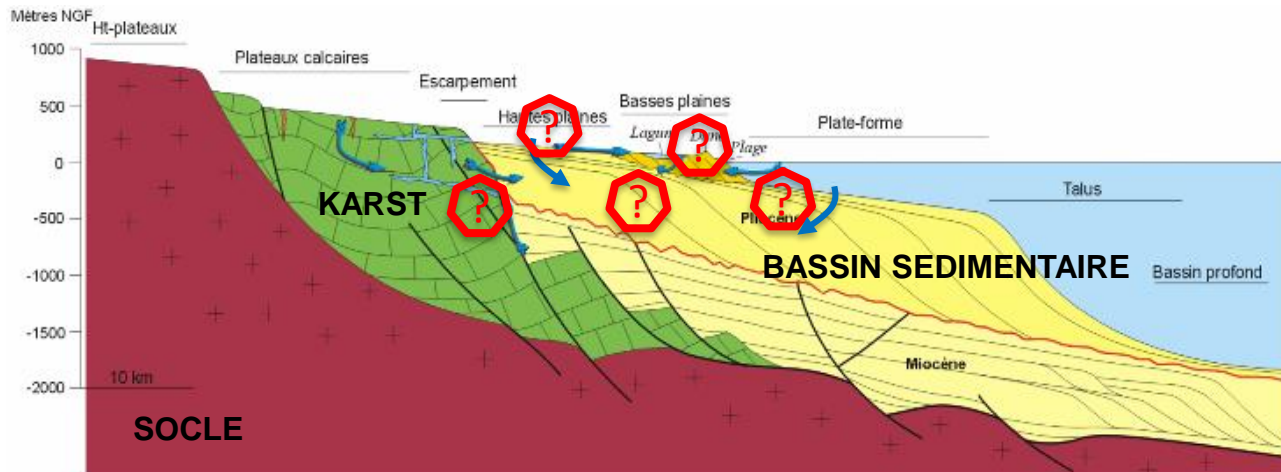 Mètres NGF
Ht-plateaux
Plateaux calcaires
Escarpement
Hautes plaines
Basses plaines
Plage
Plate-forme
Talus
Bassin profond
1000
500
0
-500
-1000
-1500
-2000
?
?
?
?
?
KARST
Pliocène
BASSIN SEDIMENTAIRE
Miocène
10 km
SOCLE